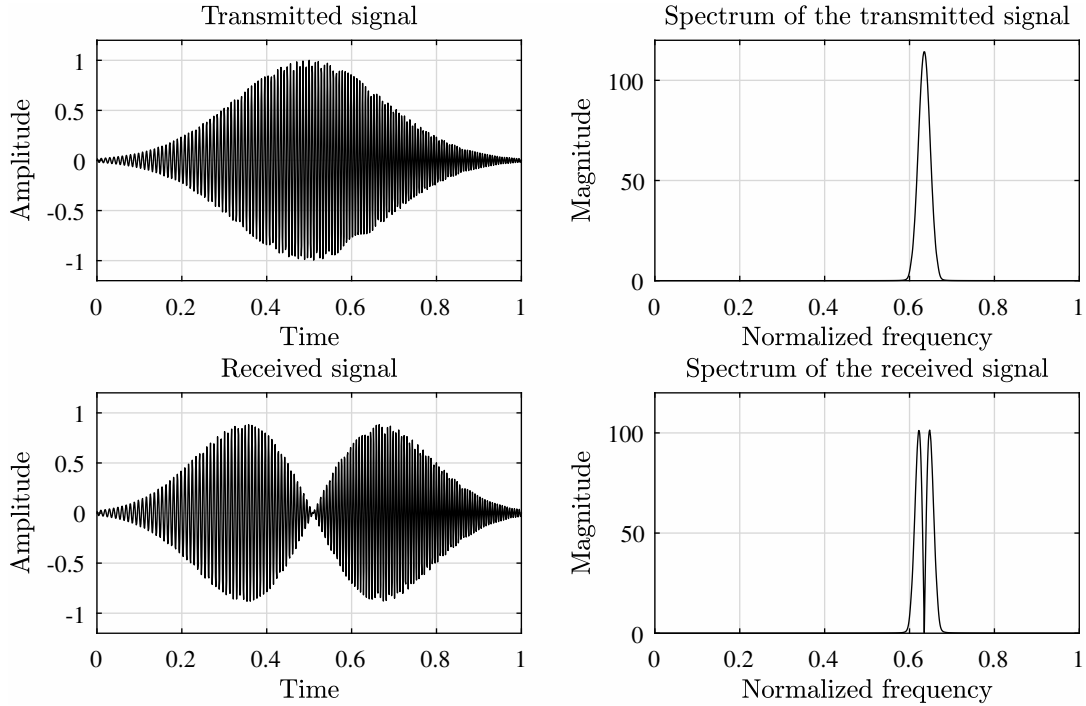 Transmitted signal
Amplitude
1
0.5
0
-0.5
-1
0 0.2 0.4 0.6 0.8 1
Time
Spectrum of the transmitted signal
Magnitude
100
50
0
0 0.2 0.4 0.6 0.8 1
Normalized frequency
Received signal
Amplitude
1
0.5
0
-0.5
-1
0 0.2 0.4 0.6 0.8 1
Time
Spectrum of the received signal
Magnitude
100
50
0
0 0.2 0.4 0.6 0.8 1
Normalized frequency